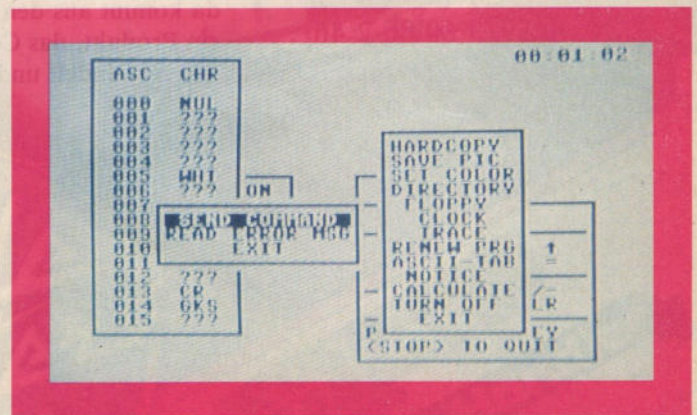 00:01:02
ASC CHR
000 NUL
001 ???
002 ???
003 ???
004 ???
005 WHT
006 ???
007
008
009
010
011
012 ???
013 CR
014 GKS
015 ???
ON
SEND COMMAND
READ ERROR MSG
EXIT
HARDCOPY
SAVE PIC
SET COLOR
DIRECTORY
FLOPPY
CLOCK
TRACE
RENEW PRG
ASCII-TAB
NOTICE
CALCULATE
TURN OFF
EXIT
↑
=
/-
LR
P EY
<STOP> TO QUIT